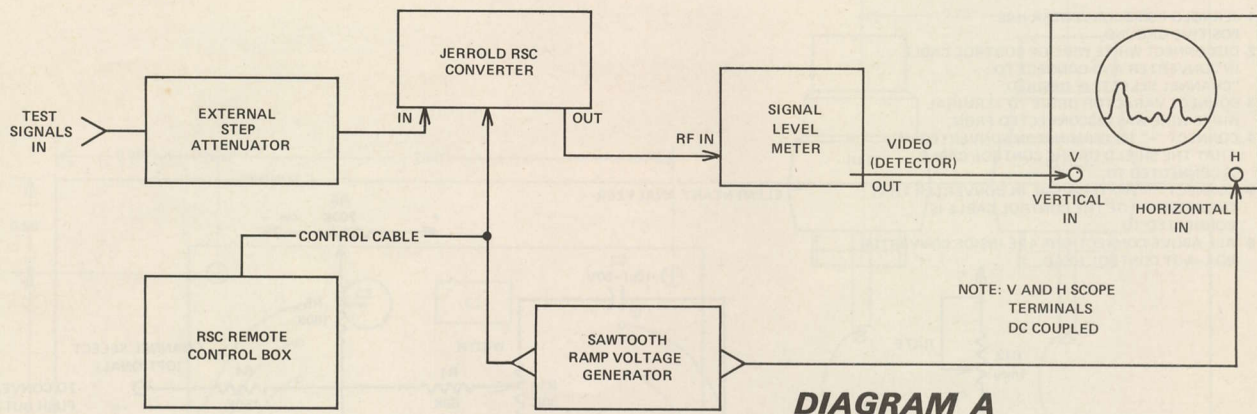 JERROLD RSC
CONVERTER
IN
OUT
TEST
SIGNALS
IN
EXTERNAL
STEP
ATTENUATOR
RF IN
SIGNAL
LEVEL
METER
VIDEO
(DETECTOR)
OUT
V
H
VERTICAL
IN
HORIZONTAL
IN
CONTROL CABLE
RSC REMOTE
CONTROL BOX
SAWTOOTH
RAMP VOLTAGE
GENERATOR
NOTE: V AND H SCOPE
TERMINALS
DC COUPLED
DIAGRAM A